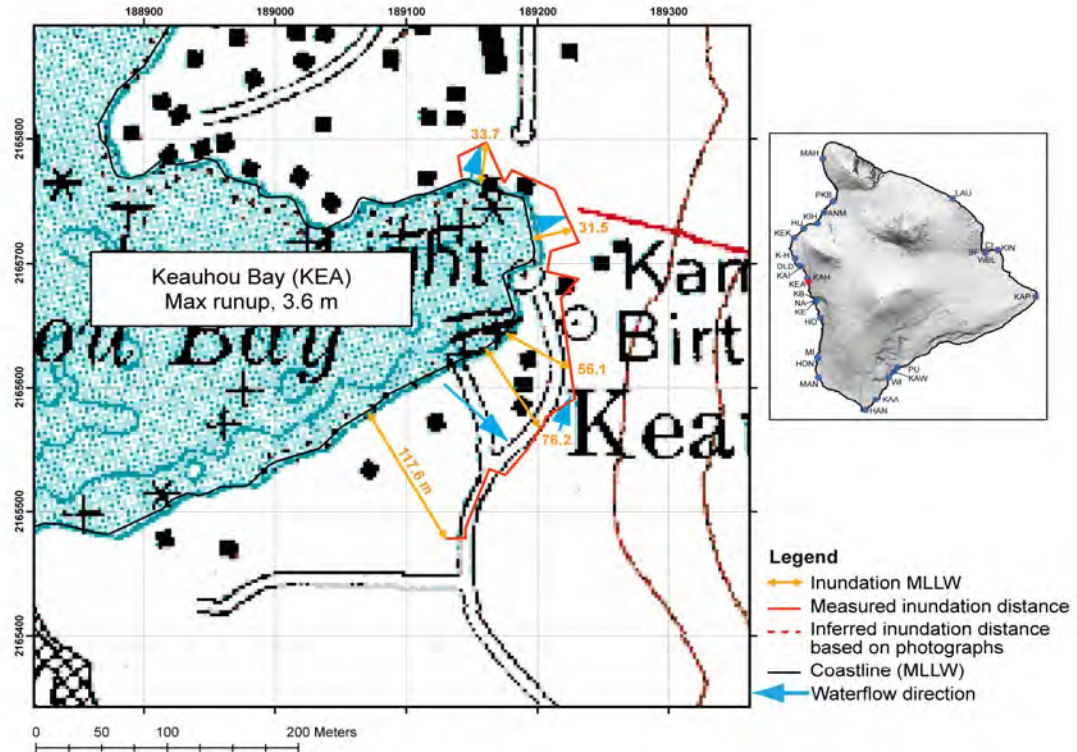 188900
189000
189100
189200
189300
2165800
2165700
2165600
2165500
2165400
33.7
31.5
56.1
76.2
117.6 m
Keauhou Bay (KEA)
Max runup, 3.6 m
ht
ou Bay
Kam
Birt
Kea
MAH
PKB
KIH
ANM
HU
KEK
K-H
DLD
KAI
KAH
KEA
KB
NA
KE
HO
MI
HON
MAN
LAU
CI
KIN
BF
WBL
KAP
PU
KAW
WI
KAA
HAN
Legend
Inundation MLLW
Measured inundation distance
Inferred inundation distance
based on photographs
Coastline (MLLW)
Waterflow direction
0 50 100 200 Meters